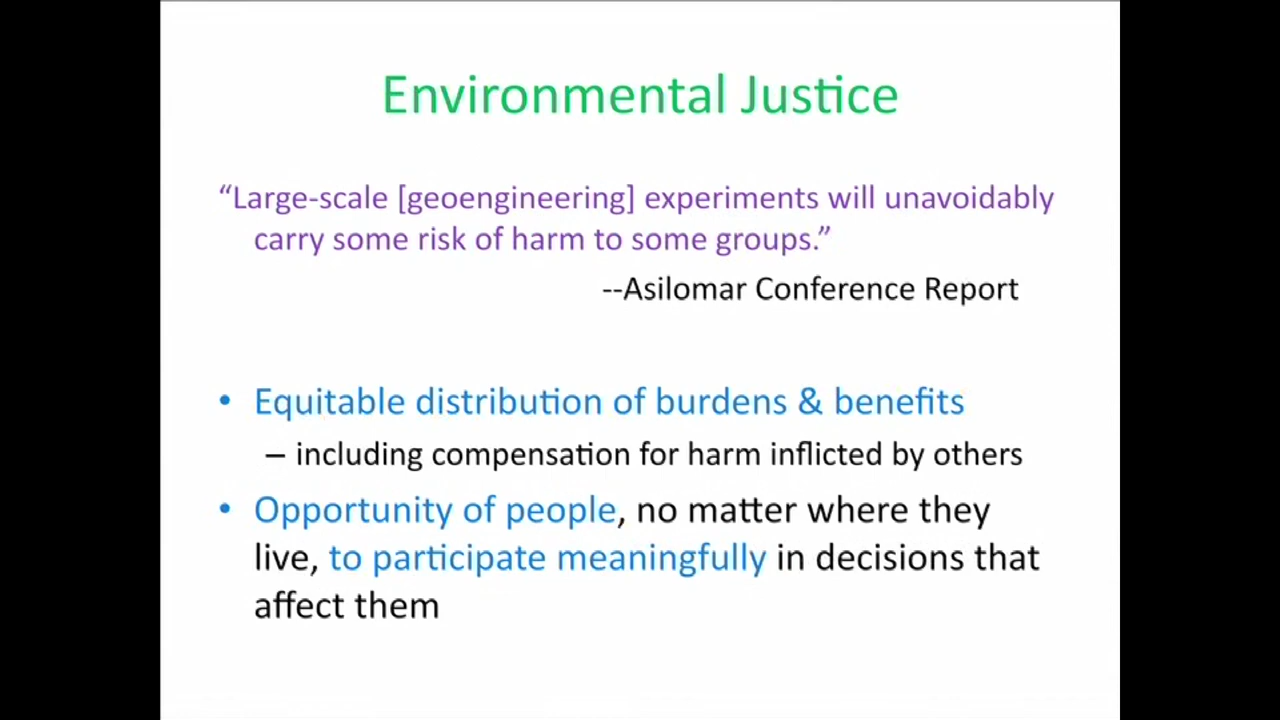 Environmental Justice
“Large-scale [geoengineering] experiments will unavoidably
carry some risk of harm to some groups.”
--Asilomar Conference Report
• Equitable distribution of burdens & benefits
– including compensation for harm inflicted by others
• Opportunity of people, no matter where they
live, to participate meaningfully in decisions that
affect them